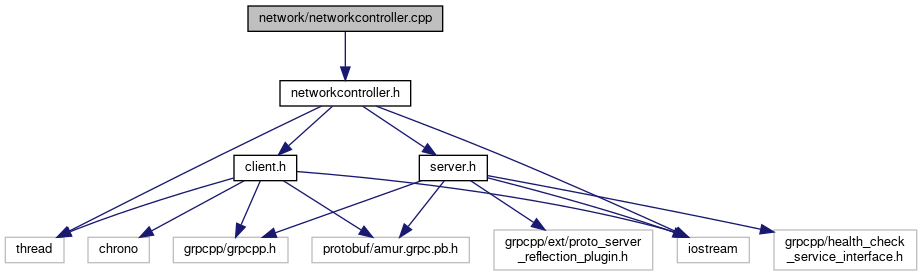 network/networkcontroller.cpp
networkcontroller.h
client.h
server.h
thread
chrono
grpcpp/grpcpp.h
protobuf/amur.grpc.pb.h
grpcpp/ext/proto_server
_reflection_plugin.h
iostream
grpcpp/health_check
_service_interface.h